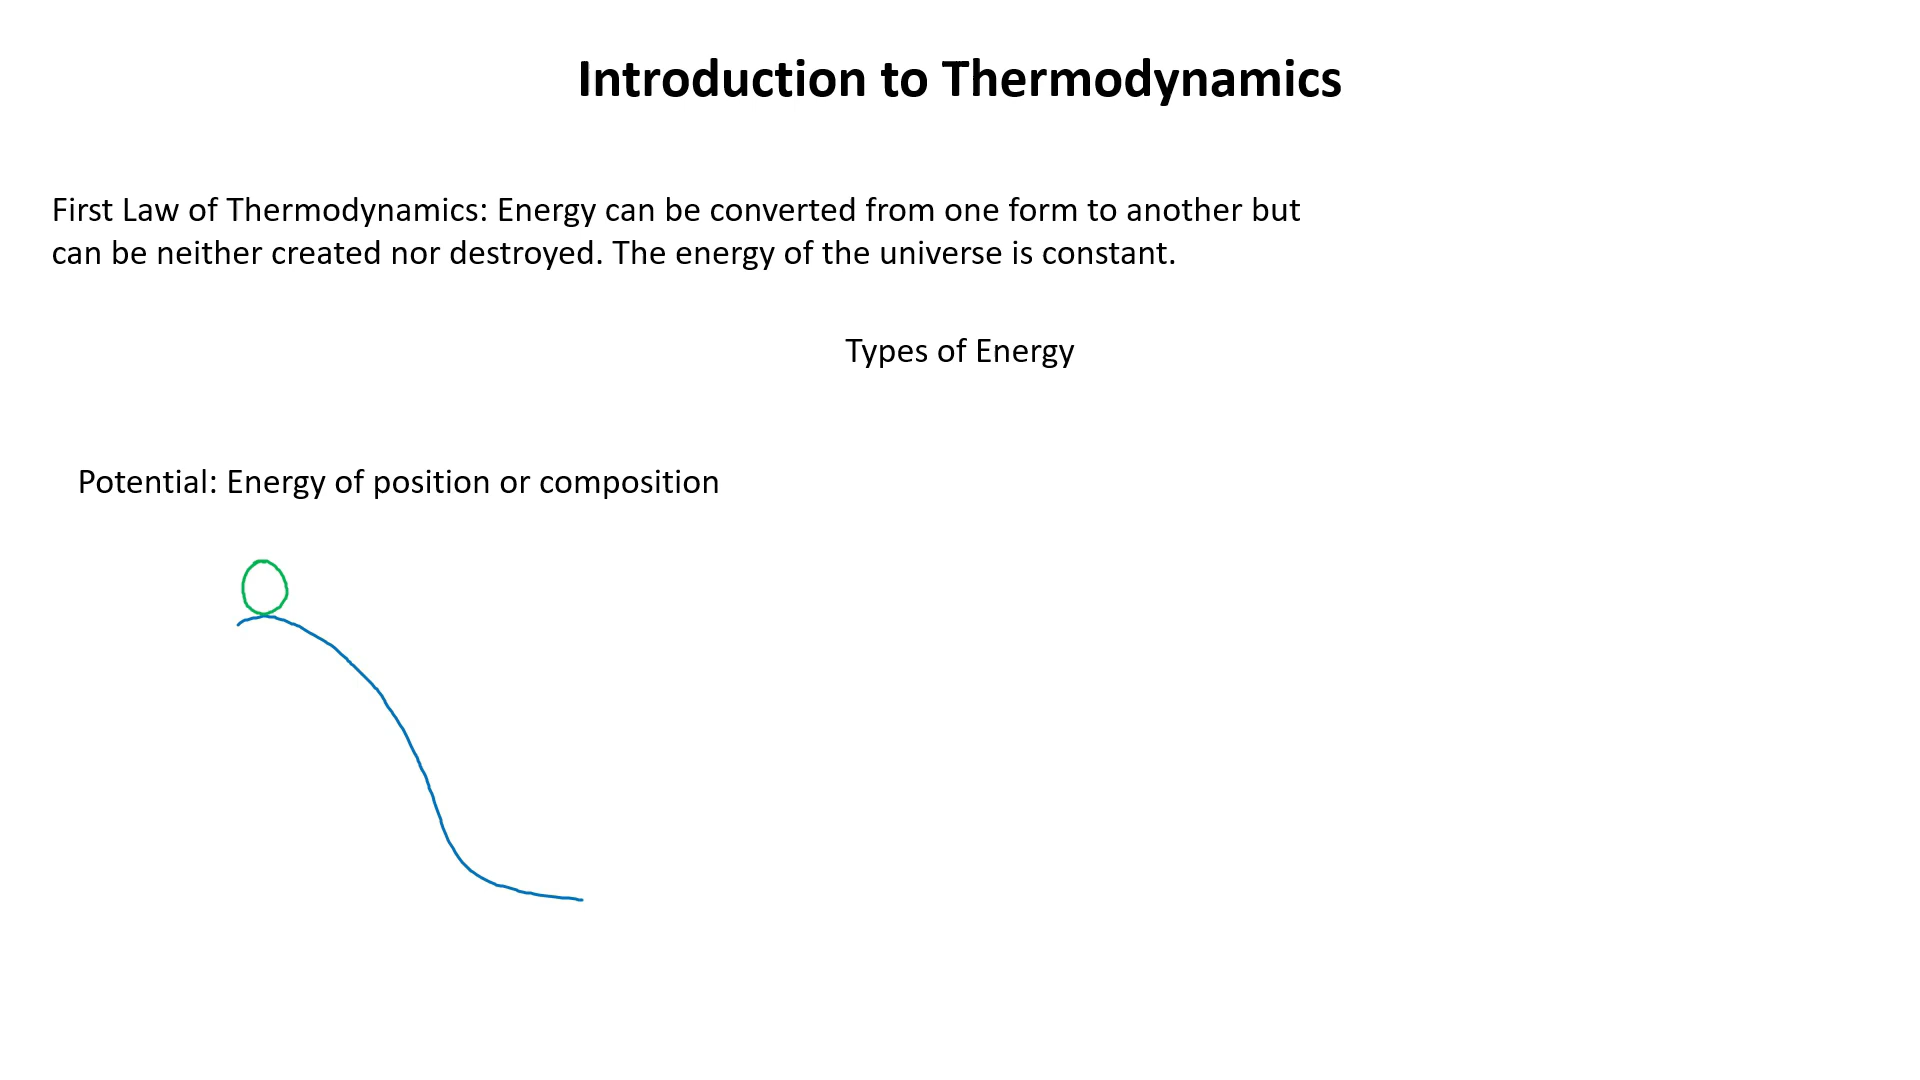 Introduction to Thermodynamics
First Law of Thermodynamics: Energy can be converted from one form to another but
can be neither created nor destroyed. The energy of the universe is constant.
Types of Energy
Potential: Energy of position or composition